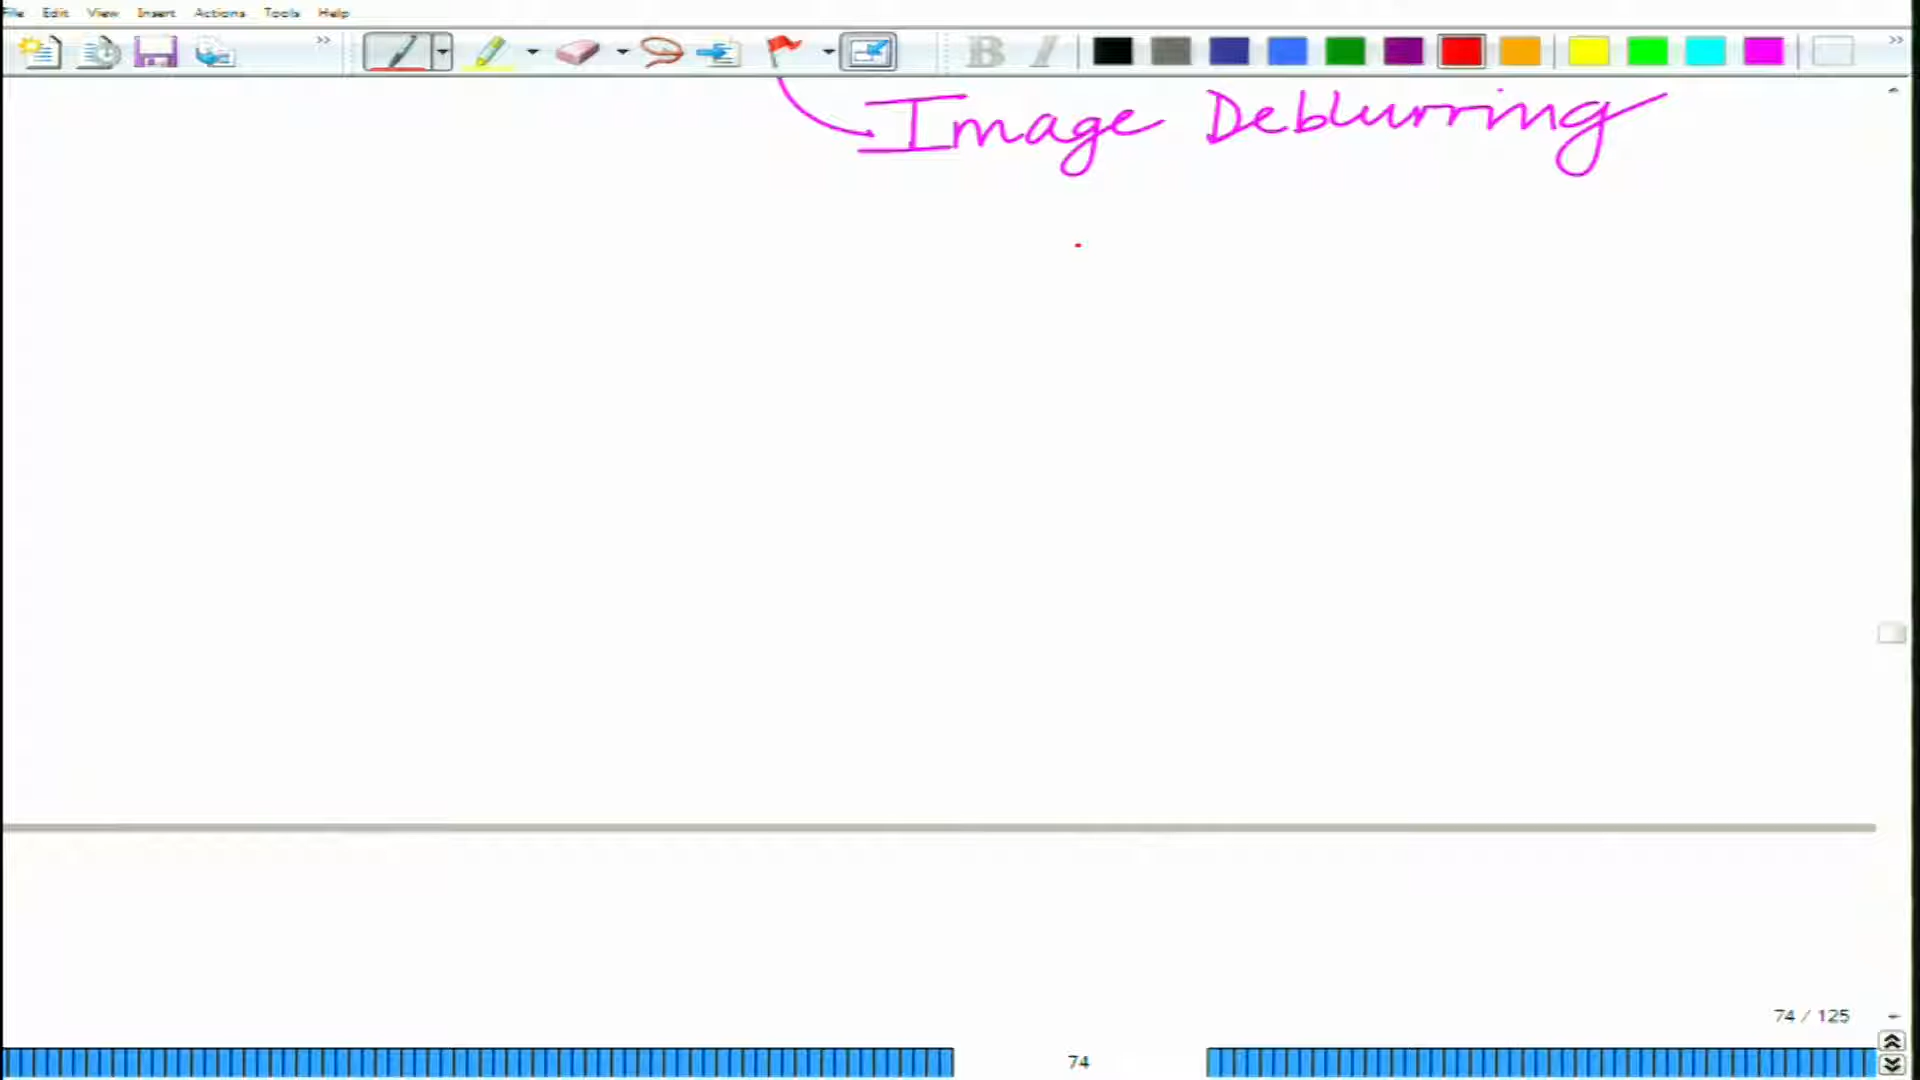 File Edit View Insert Actions Tools Help
B I
Image Deblurring
74 / 125
74